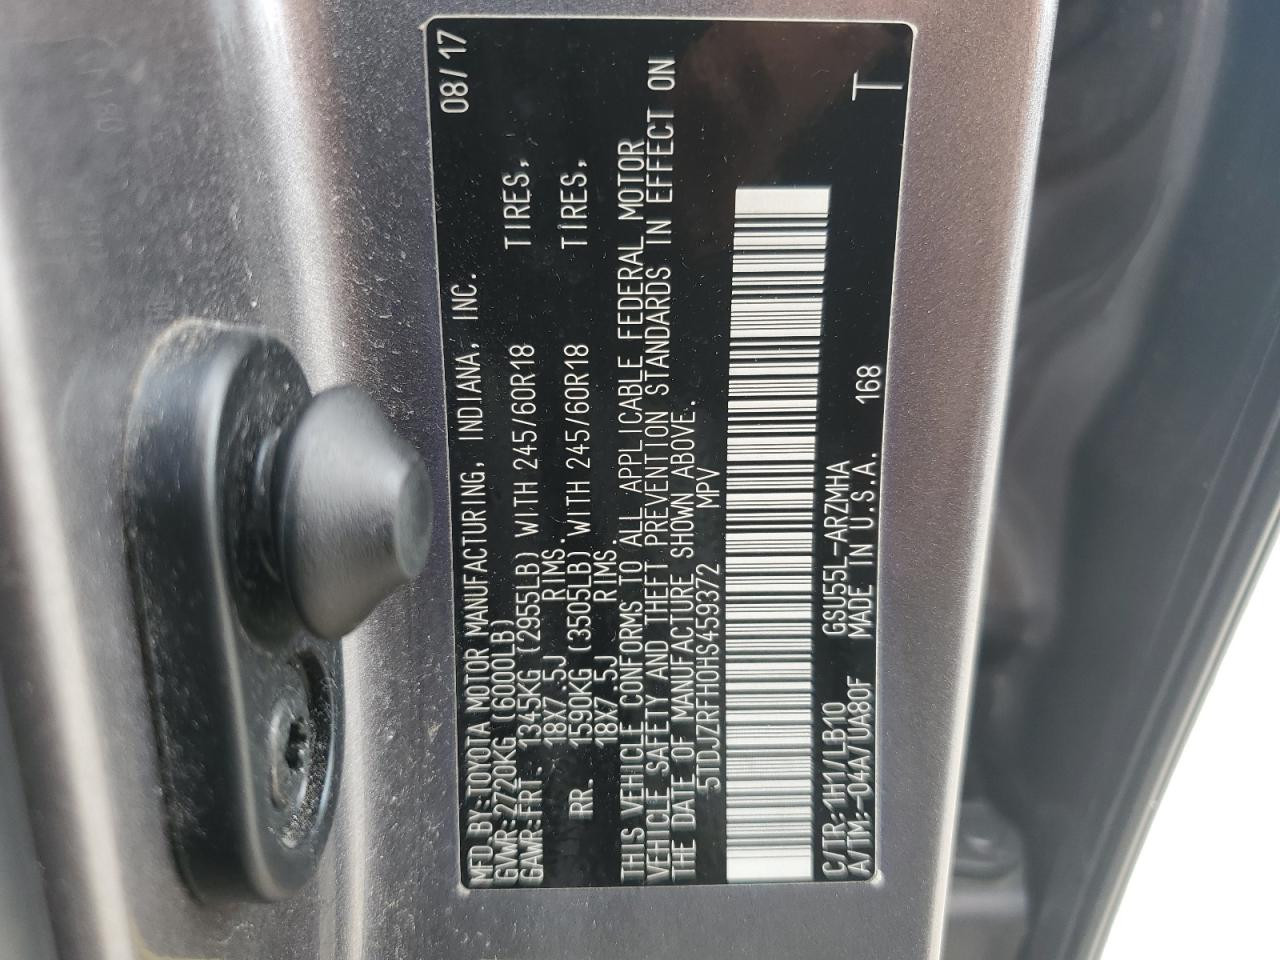 08/17
MFD BY:TOYOTA MOTOR MANUFACTURING, INDIANA, INC.
GVWR:2720KG (6000LB)
GAWR:FRT. 1345KG (2955LB) WITH 245/60R18 TIRES,
18X7.5J RIMS.
RR. 1590KG (3505LB) WITH 245/60R18 TIRES,
18X7.5J RIMS.
THIS VEHICLE CONFORMS TO ALL APPLICABLE FEDERAL MOTOR
VEHICLE SAFETY AND THEFT PREVENTION STANDARDS IN EFFECT ON
THE DATE OF MANUFACTURE SHOWN ABOVE.
5TDJZRFH0HS459372 MPV
C/TR:1H1/LB10 GSU55L-ARZMHA
A/TM:-04A/UA80F MADE IN U.S.A. 168
T